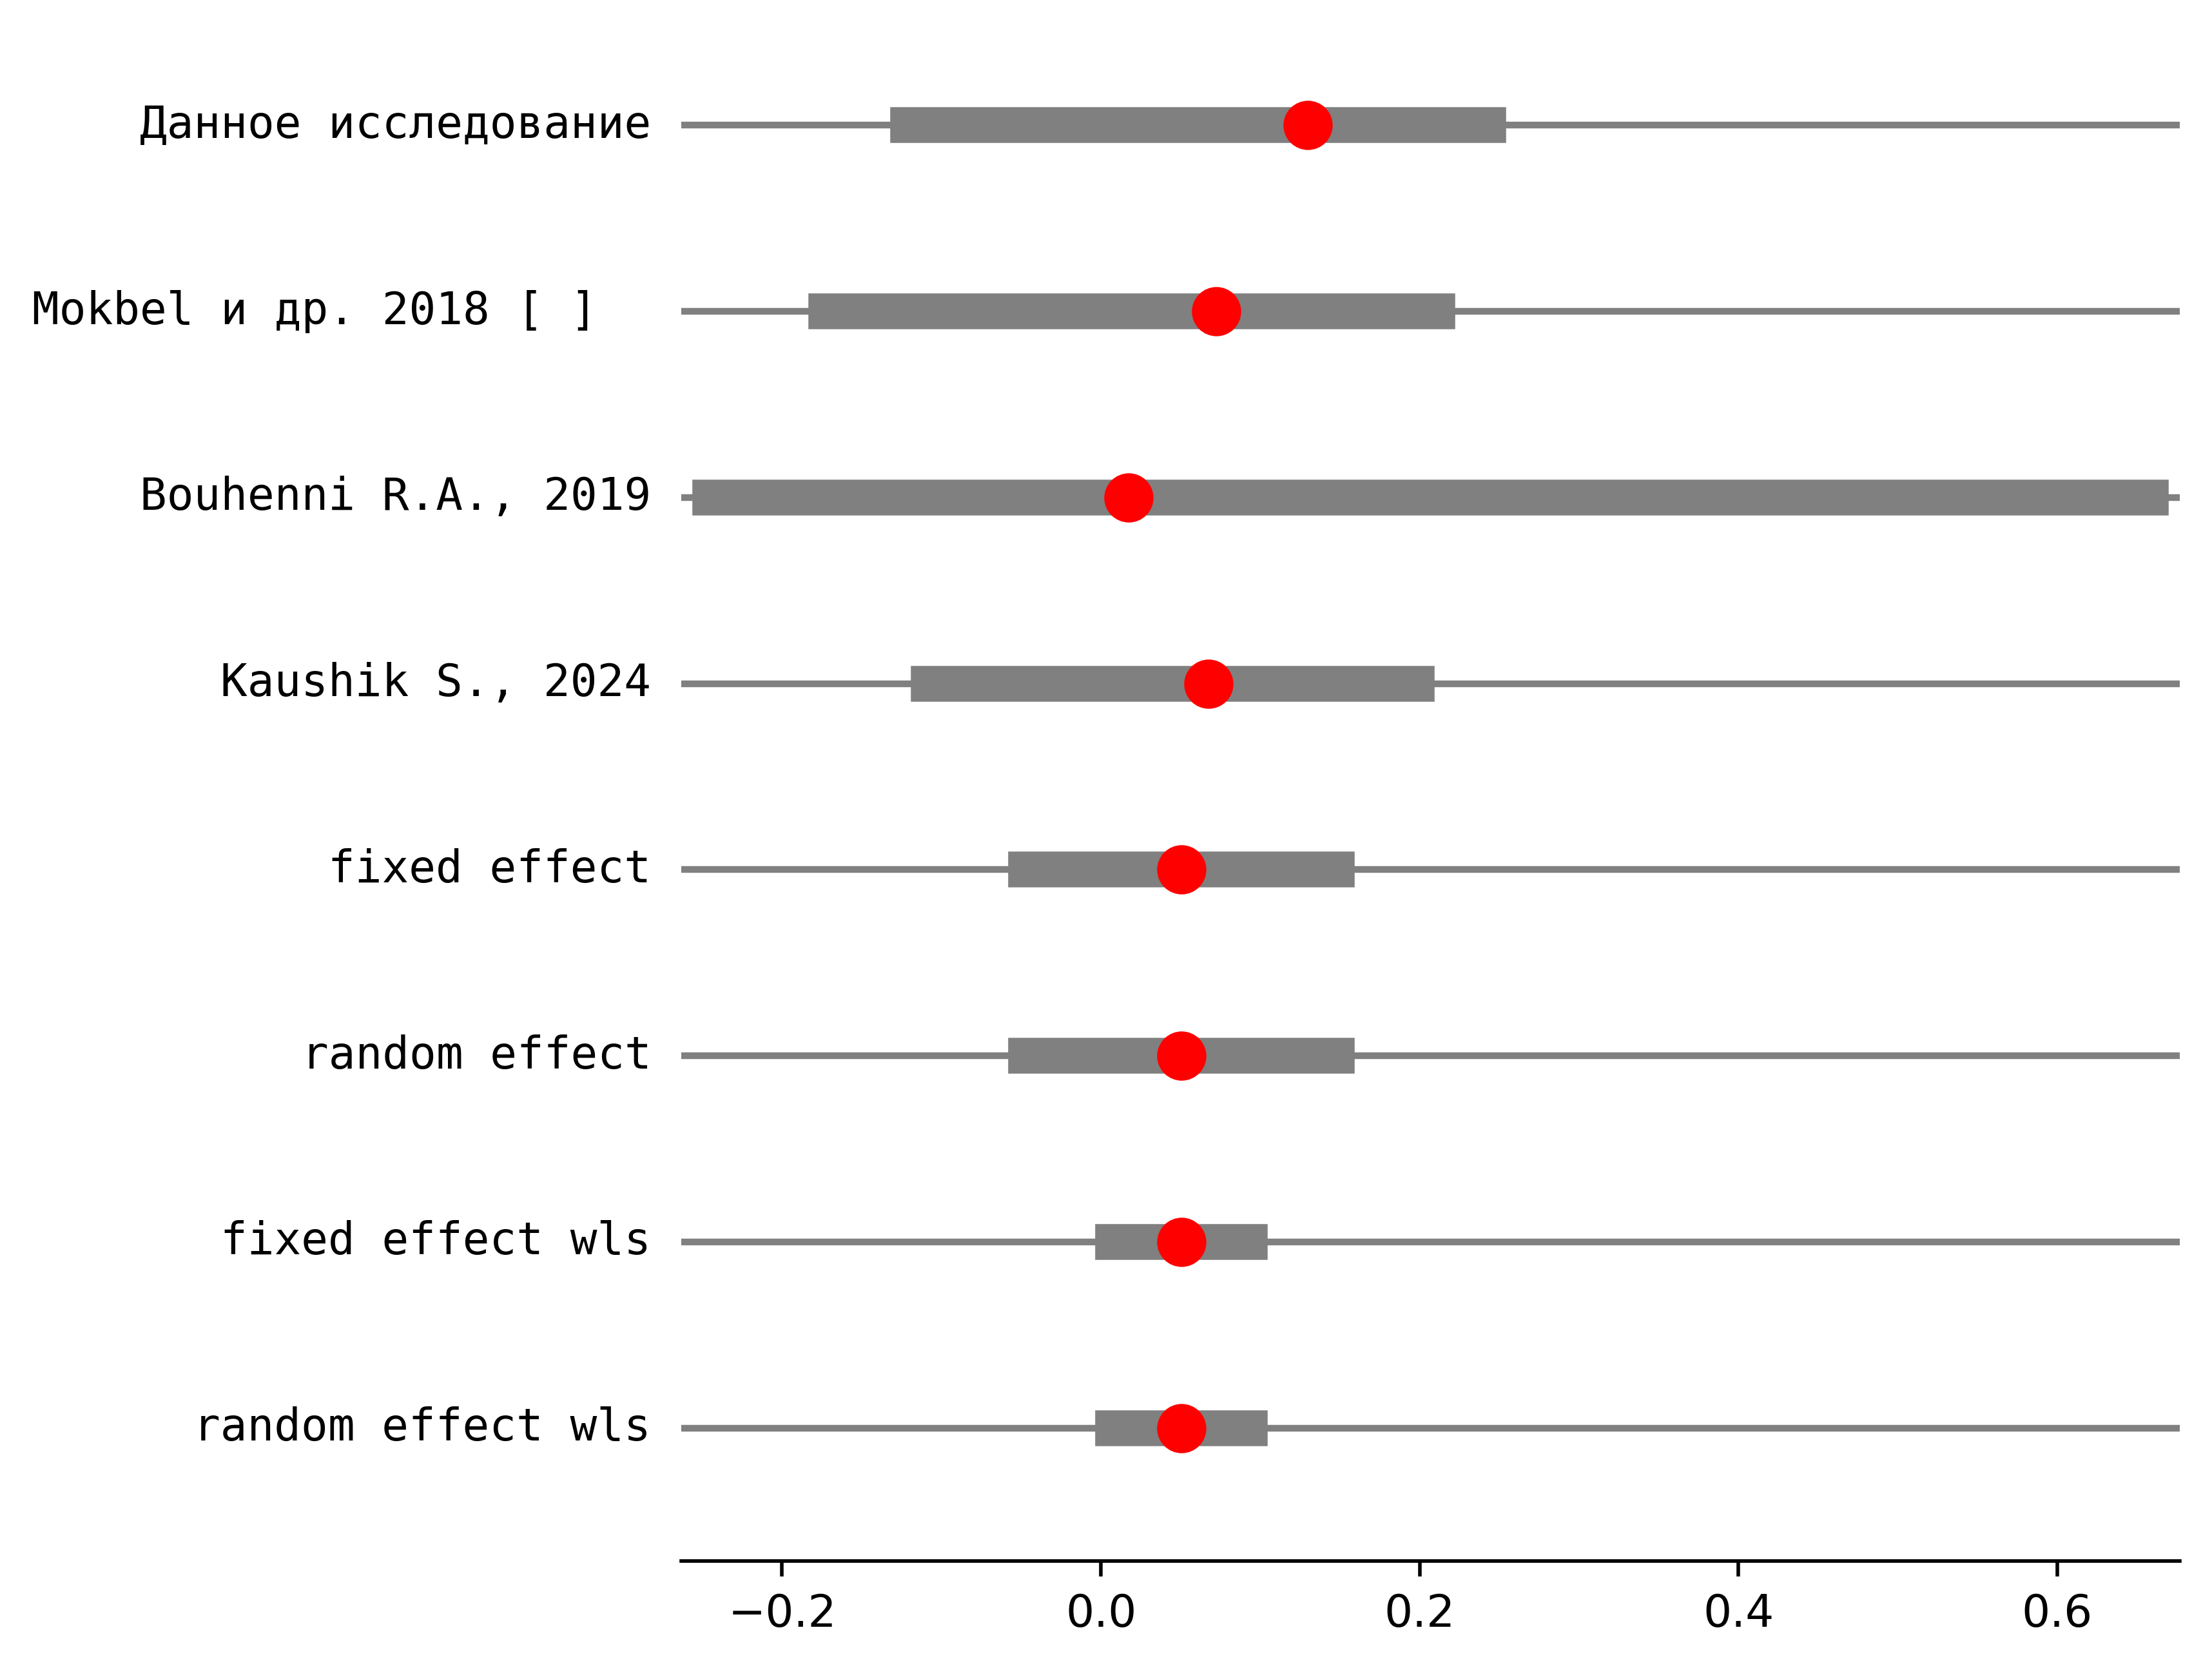 Данное исследование
Mokbel и др. 2018 [ ]
Bouhenni R.A., 2019
Kaushik S., 2024
fixed effect
random effect
fixed effect wls
random effect wls
−0.2 0.0 0.2 0.4 0.6